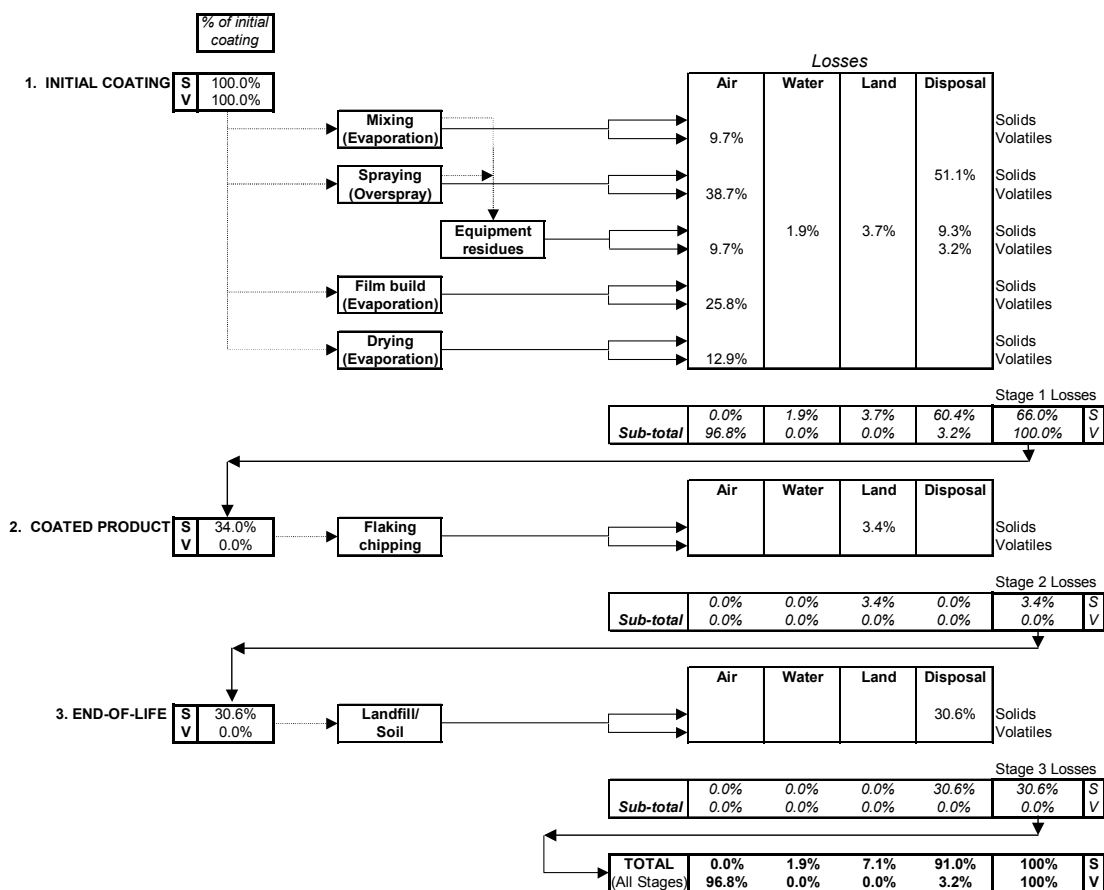 % of initial
coating
Losses
1. INITIAL COATING S 100.0%
V 100.0%
Air Water Land Disposal
Mixing
(Evaporation)
Solids
9.7% Volatiles
Spraying
(Overspray)
51.1% Solids
38.7% Volatiles
Equipment
residues
1.9% 3.7% 9.3% Solids
9.7% 3.2% Volatiles
Film build
(Evaporation)
Solids
25.8% Volatiles
Drying
(Evaporation)
Solids
12.9% Volatiles
Stage 1 Losses
0.0% 1.9% 3.7% 60.4% 66.0% S
Sub-total 96.8% 0.0% 0.0% 3.2% 100.0% V
Air Water Land Disposal
2. COATED PRODUCT S 34.0%
V 0.0%
Flaking
chipping
3.4% Solids
Volatiles
Stage 2 Losses
0.0% 0.0% 3.4% 0.0% 3.4% S
Sub-total 0.0% 0.0% 0.0% 0.0% 0.0% V
Air Water Land Disposal
3. END-OF-LIFE S 30.6%
V 0.0%
Landfill/
Soil
30.6% Solids
Volatiles
Stage 3 Losses
0.0% 0.0% 0.0% 30.6% 30.6% S
Sub-total 0.0% 0.0% 0.0% 0.0% 0.0% V
TOTAL 0.0% 1.9% 7.1% 91.0% 100% S
(All Stages) 96.8% 0.0% 0.0% 3.2% 100% V